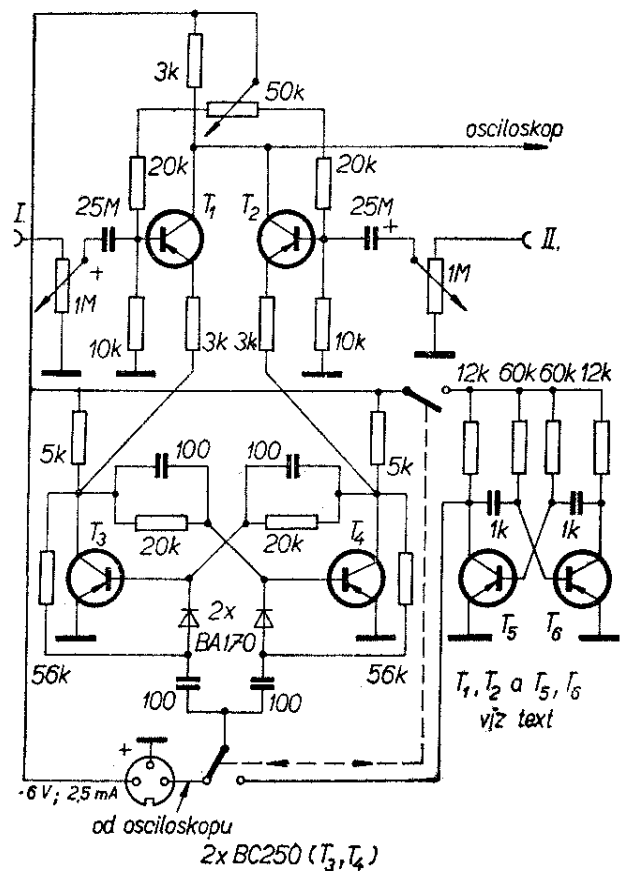 3k
50k
osciloskop
20k
20k
I.
25M
T1
T2
25M
II.
+
+
1M
1M
10k
3k
3k
10k
12k 60k 60k 12k
5k
100
100
5k
T3
20k
20k
T4
1k
1k
2x
BA170
T5
T6
56k
100
100
56k
T1, T2 a T5, T6
viz text
+
-6 V; 2,5 mA
od osciloskopu
2x BC250 (T3, T4)